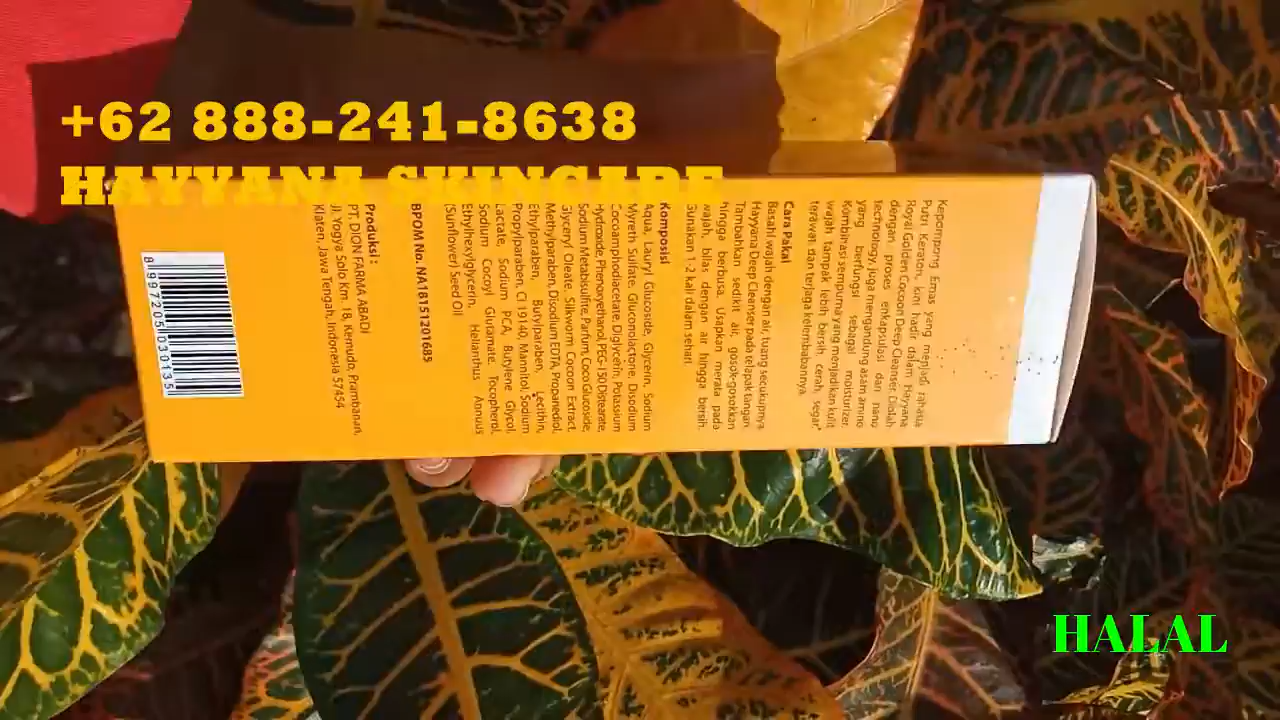 +62 888-241-8638
HAYYANA SKINCARE
Kepompong Emas yang menjadi rahasia
Putri Keraton, kini hadir dalam Hayyana
Royal Golden Cocoon Deep Cleanser. Diolah
dengan proses enkapsulasi dan nano
technology, juga mengandung asam amino
yang berfungsi sebagai moisturizer.
Kombinasi sempurna yang menjadikan kulit
wajah tampak lebih bersih, cerah, segar,
terawat dan terjaga kelembabannya.
Cara Pakai
Basahi wajah dengan air, tuang secukupnya
Hayyana Deep Cleanser pada telapak tangan
Tambahkan sedikit air, gosok-gosokkan
hingga berbusa. Usapkan merata pada
wajah, bilas dengan air hingga bersih
Gunakan 1-2 kali dalam sehari.
Komposisi
Aqua, Lauryl Glucoside, Glycerin, Sodium
Myreth Sulfate, Gluconolactone, Disodium
Cocoamphodiacetate, Diglycerin, Potassium
Hydroxide, Phenoxyethanol, PEG-150 Distearate,
Sodium Metabisulfite, Parfum, Coco Glucoside,
Glyceryl Oleate, Silkworm Cocoon Extract,
Methylparaben, Disodium EDTA, Propanediol,
Ethylparaben, Butylparaben, Lecithin,
Propylparaben, CI 19140, Mannitol, Sodium
Lactate, Sodium PCA, Butylene Glycol,
Sodium Cocoyl Glutamate, Tocopherol,
Ethylhexylglycerin, Helianthus Annuus
(Sunflower) Seed Oil
BPOM No. NA18151201685
Produksi :
PT. DION FARMA ABADI
Jl. Yogya Solo Km. 18, Kemudo, Prambanan,
Klaten, Jawa Tengah, Indonesia 57454
8 997205 030135
HALAL